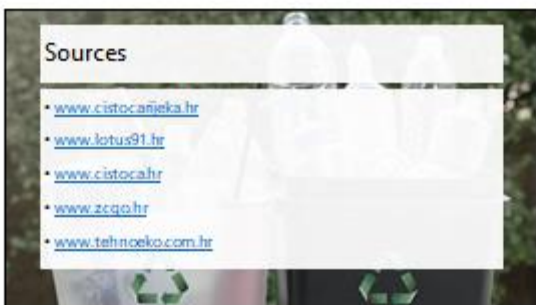 Sources
• www.cistocarijeka.hr
• www.lotus91.hr
• www.cistoca.hr
• www.zcgo.hr
• www.tehnoeko.com.hr